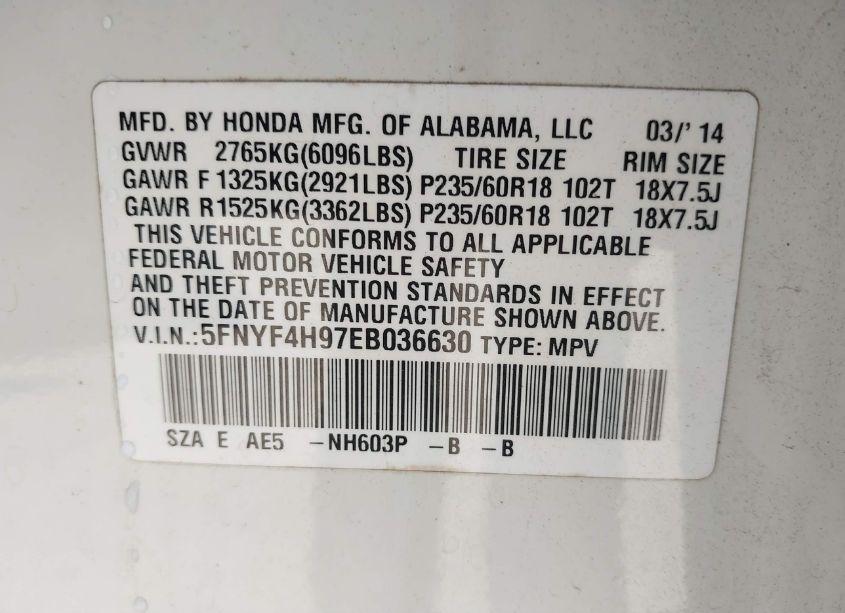 MFD. BY HONDA MFG. OF ALABAMA, LLC 03/' 14
GVWR 2765KG(6096LBS) TIRE SIZE RIM SIZE
GAWR F 1325KG(2921LBS) P235/60R18 102T 18X7.5J
GAWR R1525KG(3362LBS) P235/60R18 102T 18X7.5J
THIS VEHICLE CONFORMS TO ALL APPLICABLE
FEDERAL MOTOR VEHICLE SAFETY
AND THEFT PREVENTION STANDARDS IN EFFECT
ON THE DATE OF MANUFACTURE SHOWN ABOVE.
V.I.N.:5FNYF4H97EB036630 TYPE: MPV
SZA E AE5 -NH603P -B -B